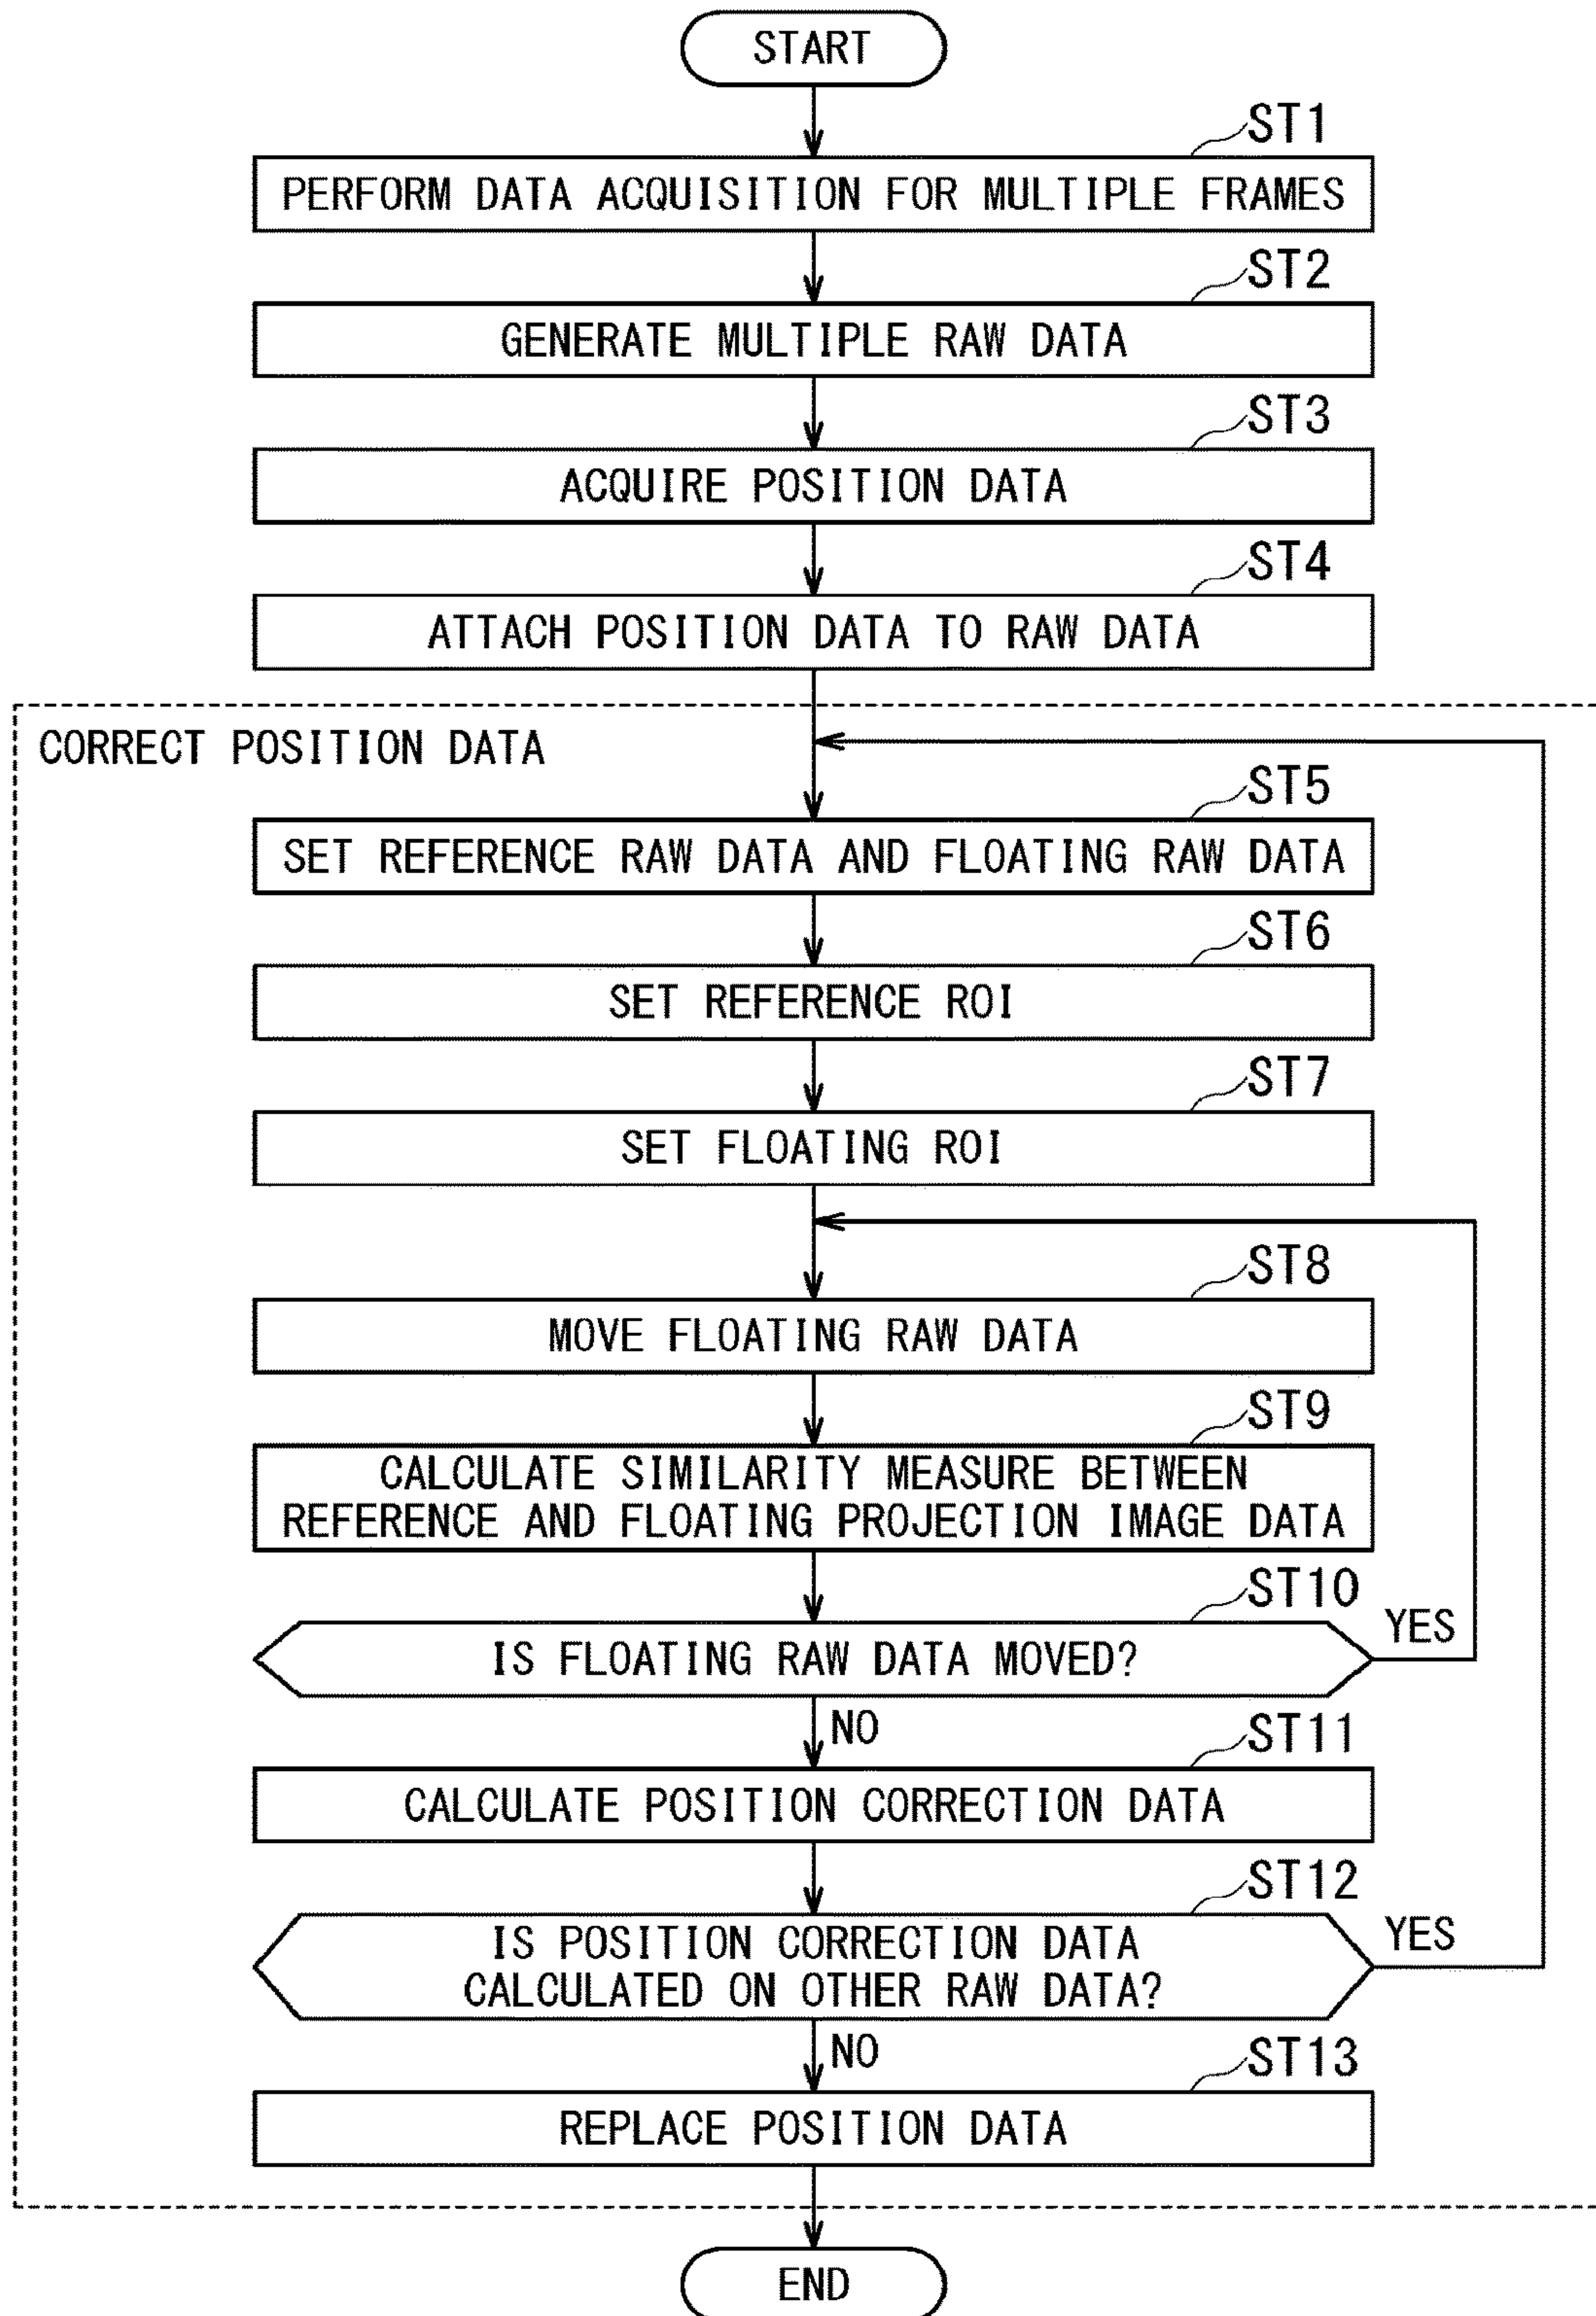 START
ST1
PERFORM DATA ACQUISITION FOR MULTIPLE FRAMES
ST2
GENERATE MULTIPLE RAW DATA
ST3
ACQUIRE POSITION DATA
ST4
ATTACH POSITION DATA TO RAW DATA
CORRECT POSITION DATA
ST5
SET REFERENCE RAW DATA AND FLOATING RAW DATA
ST6
SET REFERENCE ROI
ST7
SET FLOATING ROI
ST8
MOVE FLOATING RAW DATA
ST9
CALCULATE SIMILARITY MEASURE BETWEEN
REFERENCE AND FLOATING PROJECTION IMAGE DATA
ST10
IS FLOATING RAW DATA MOVED?
YES
NO
ST11
CALCULATE POSITION CORRECTION DATA
ST12
IS POSITION CORRECTION DATA
CALCULATED ON OTHER RAW DATA?
YES
NO
ST13
REPLACE POSITION DATA
END